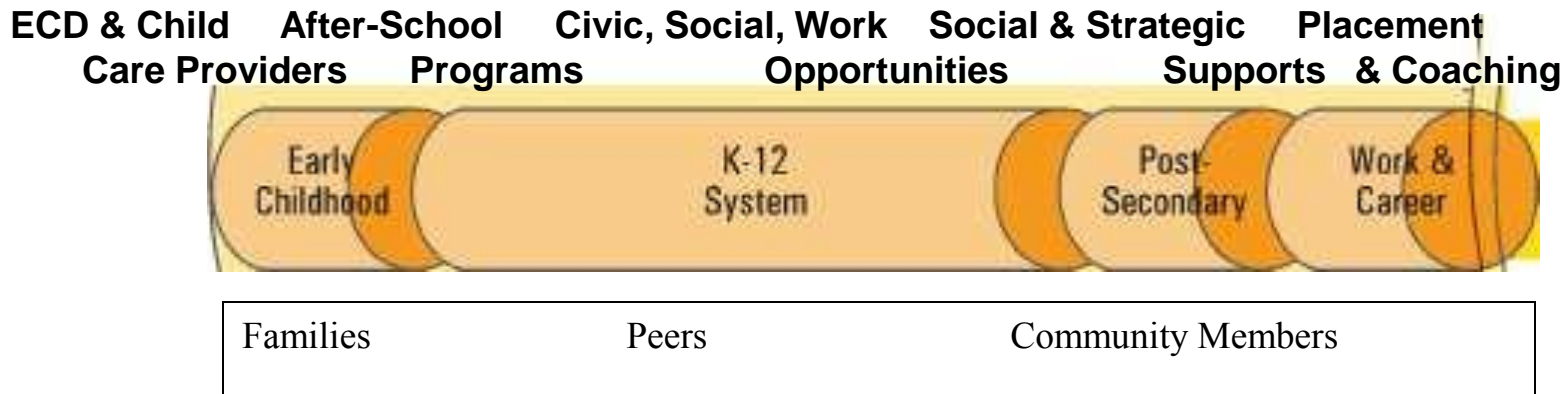 ECD & Child After-School Civic, Social, Work Social & Strategic Placement
Care Providers Programs Opportunities Supports & Coaching
Early
Childhood
K-12
System
Post-
Secondary
Work &
Career
Families Peers Community Members